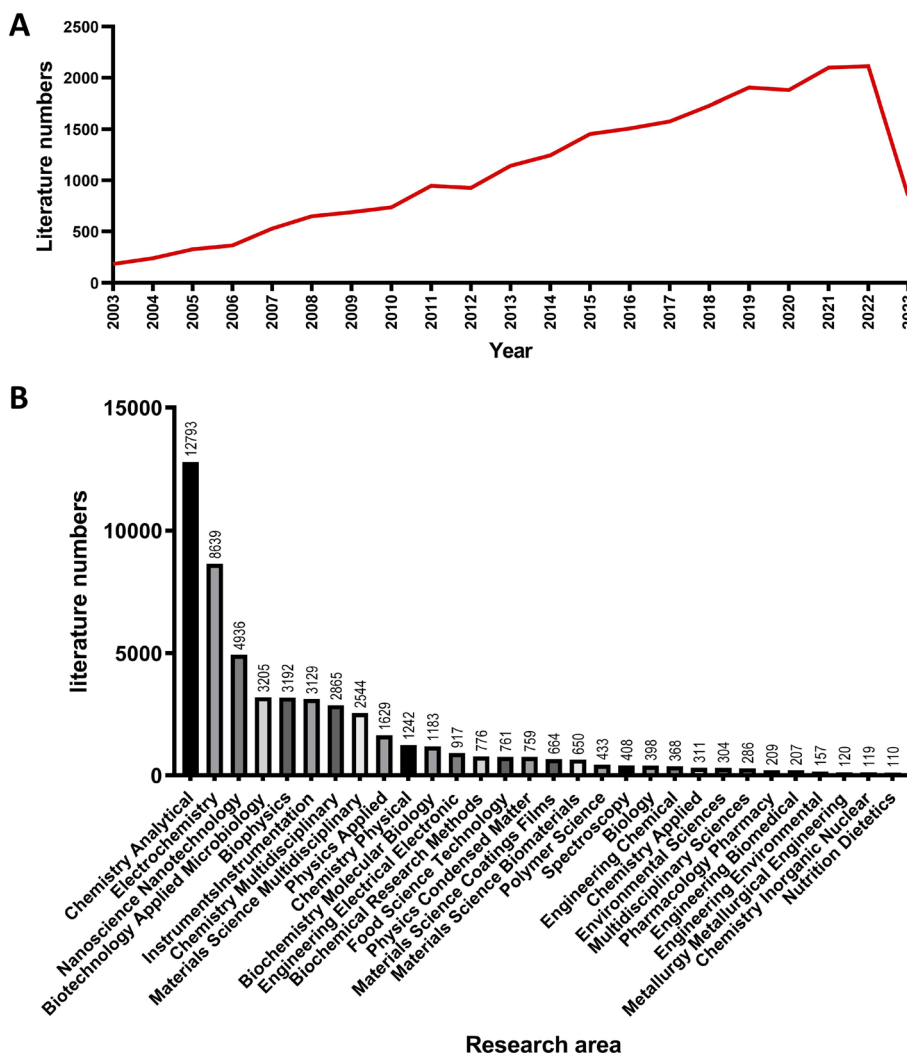 A
Literature numbers
2500
2000
1500
1000
500
0
2003
2004
2005
2006
2007
2008
2009
2010
2011
2012
2013
2014
2015
2016
2017
2018
2019
2020
2021
2022
Year
B
literature numbers
15000
10000
5000
0
12793
8639
4936
3205
3192
3129
2865
2544
1629
1242
1183
917
776
761
759
664
650
433
408
398
368
311
304
286
209
207
157
120
119
110
Chemistry Analytical
Electrochemistry
Nanoscience Nanotechnology
Biotechnology Applied Microbiology
Biophysics
InstrumentsInstrumentation
Chemistry Multidisciplinary
Materials Science Multidisciplinary
Physics Applied
Chemistry Physical
Biochemistry Molecular Biology
Engineering Electrical Electronic
Biochemical Research Methods
Food Science Technology
Physics Condensed Matter
Materials Science Coatings Films
Materials Science Biomaterials
Polymer Science
Spectroscopy
Biology
Engineering Chemical
Chemistry Applied
Environmental Sciences
Multidisciplinary Sciences
Pharmacology Pharmacy
Engineering Biomedical
Engineering Environmental
Metallurgy Metallurgical Engineering
Chemistry Inorganic Nuclear
Nutrition Dietetics
Research area